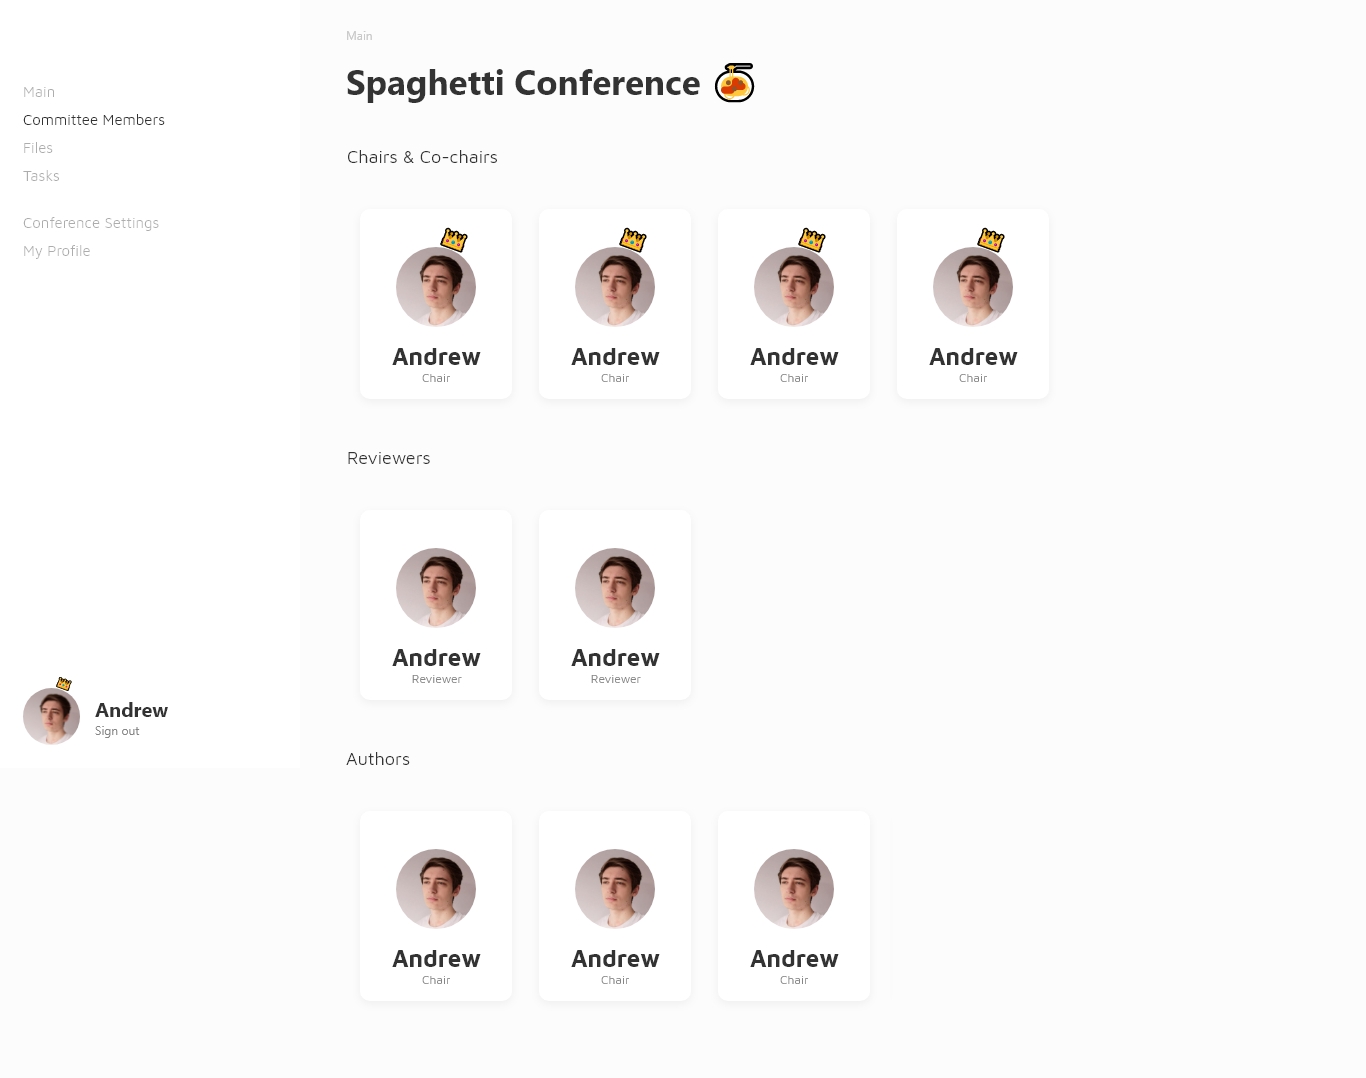 Main
Committee Members
Files
Tasks
Conference Settings
My Profile
Andrew
Sign out
Main
Spaghetti Conference
Chairs & Co-chairs
Andrew
Chair
Andrew
Chair
Andrew
Chair
Andrew
Chair
Reviewers
Andrew
Reviewer
Andrew
Reviewer
Authors
Andrew
Chair
Andrew
Chair
Andrew
Chair